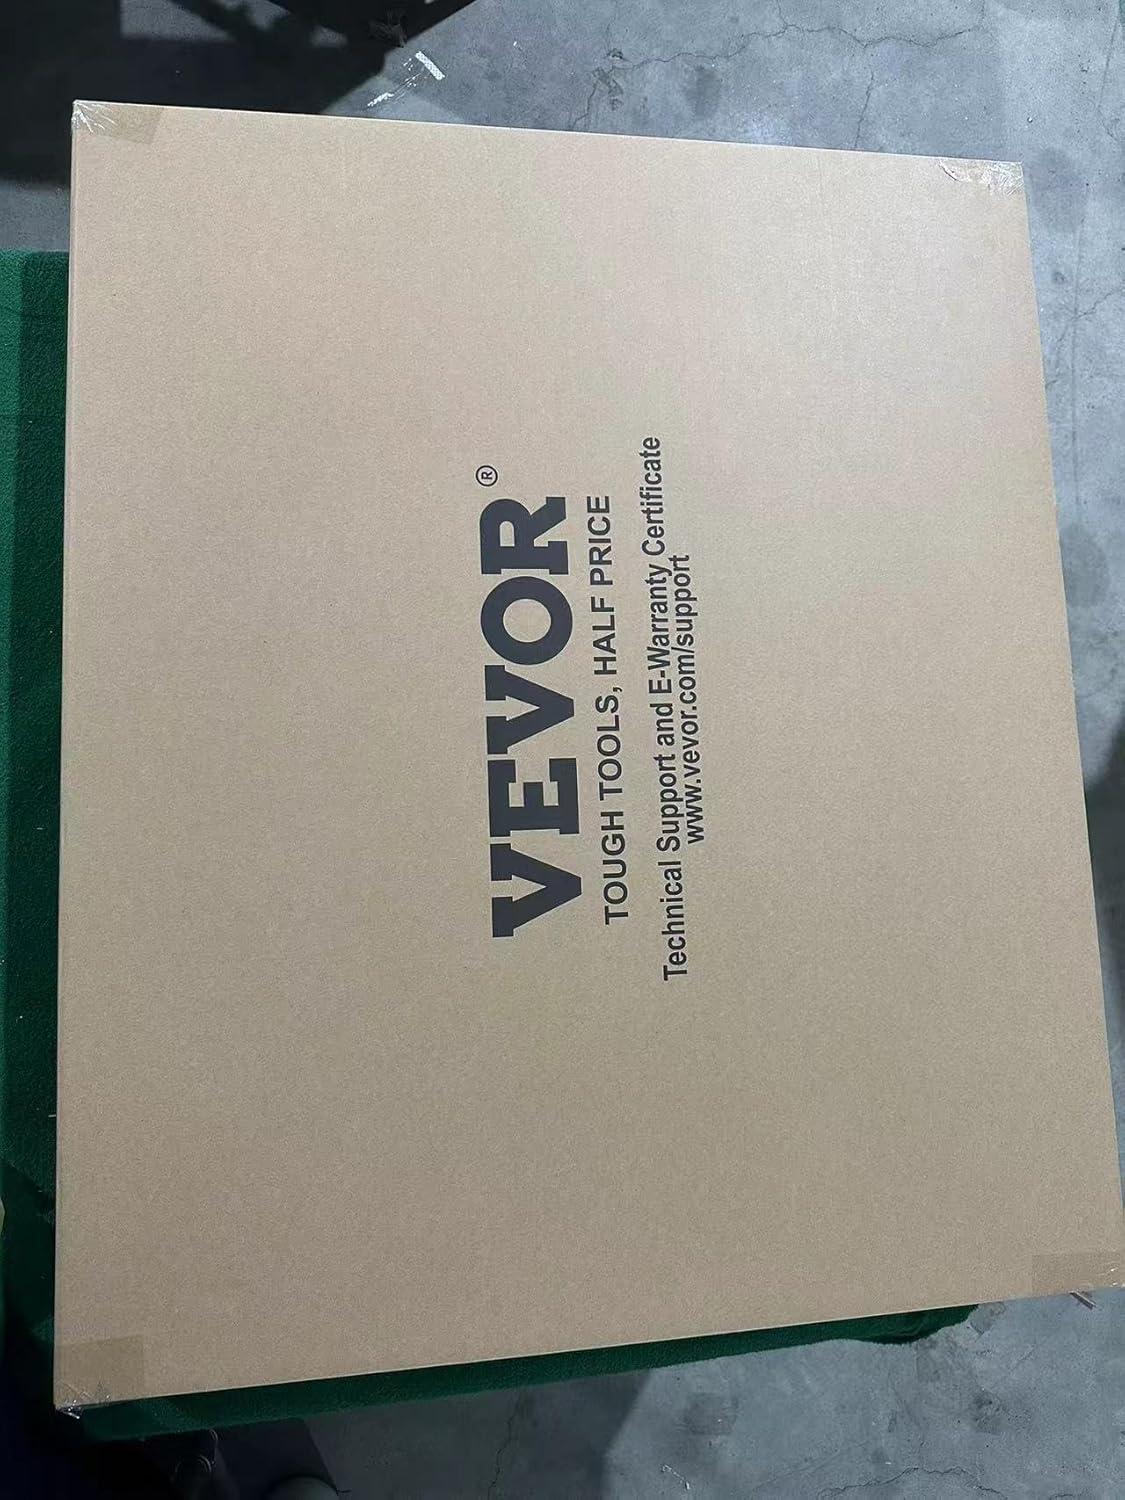 VEVOR®
TOUGH TOOLS, HALF PRICE
Technical Support and E-Warranty Certificate
www.vevor.com/support